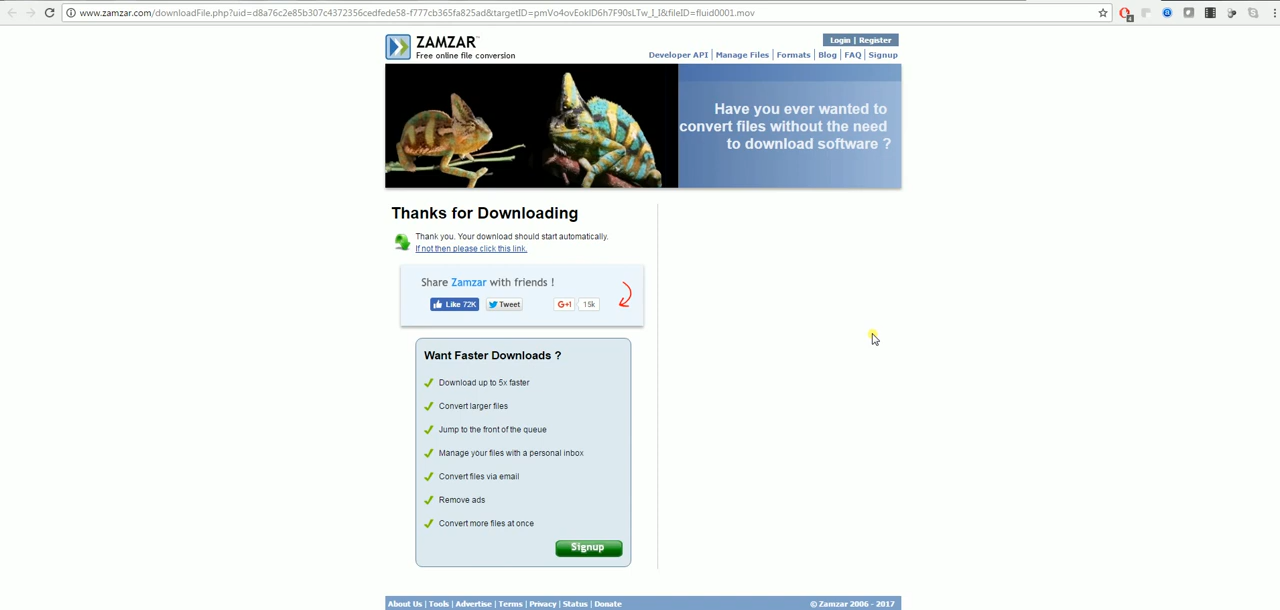 www.zamzar.com/downloadFile.php?uid=d8a76c2e85b307c4372356cedfede58-f777cb365fa825ad&targetID=pmVo4ovEokID6h7F90sLTw_I_I&fileID=fluid0001.mov
ZAMZAR™
Free online file conversion
Login | Register
Developer API | Manage Files | Formats | Blog | FAQ | Signup
Have you ever wanted to
convert files without the need
to download software ?
Thanks for Downloading
Thank you. Your download should start automatically.
If not then please click this link.
Share Zamzar with friends !
Like 72K Tweet G+1 15k
Want Faster Downloads ?
Download up to 5x faster
Convert larger files
Jump to the front of the queue
Manage your files with a personal inbox
Convert files via email
Remove ads
Convert more files at once
Signup
About Us | Tools | Advertise | Terms | Privacy | Status | Donate
© Zamzar 2006 - 2017